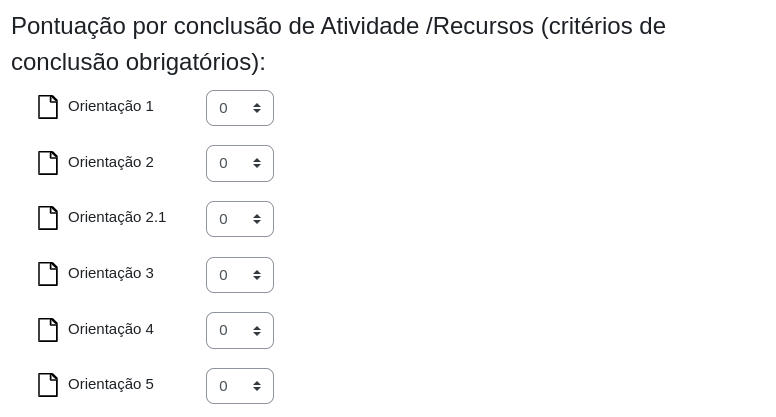 Pontuação por conclusão de Atividade /Recursos (critérios de
conclusão obrigatórios):
Orientação 1 0
Orientação 2 0
Orientação 2.1 0
Orientação 3 0
Orientação 4 0
Orientação 5 0